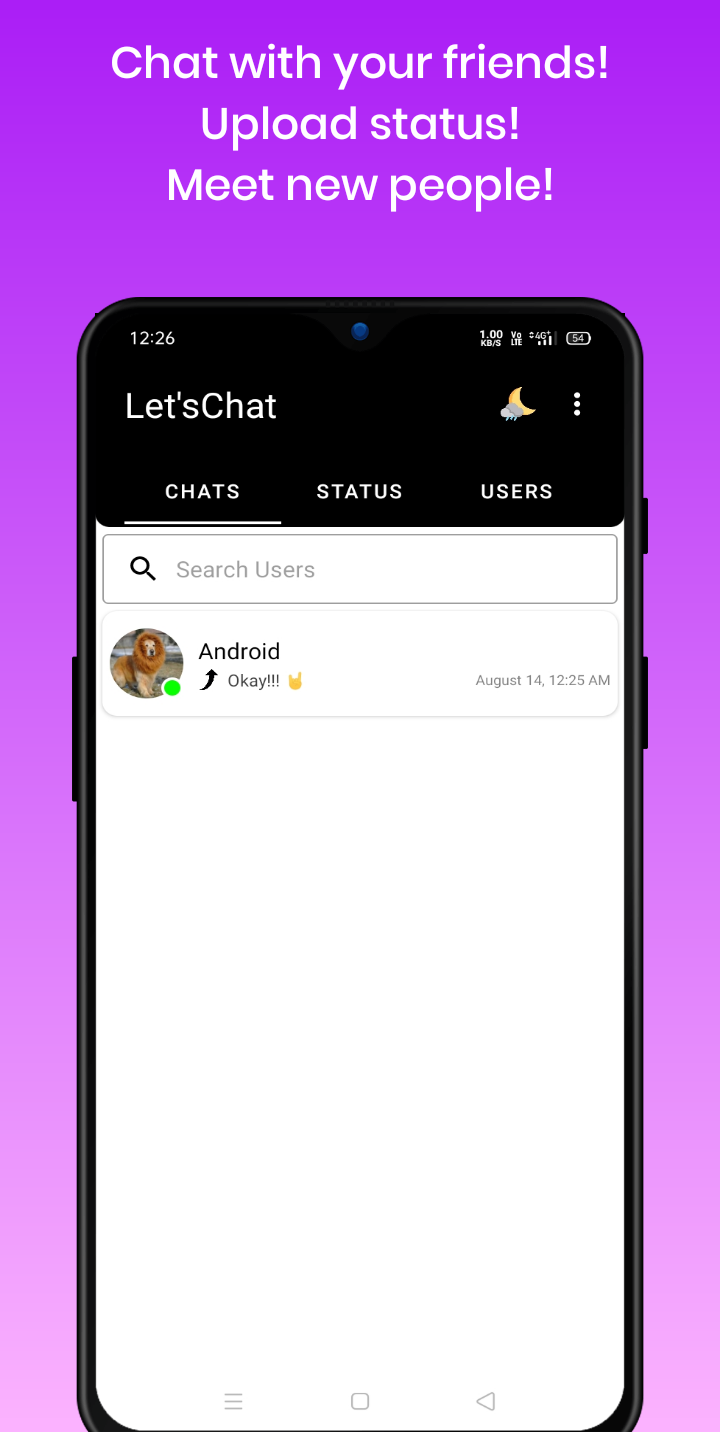 Chat with your friends!
Upload status!
Meet new people!
12:26
1.00 KB/S Vo LTE 4G+ 54
Let'sChat
CHATS STATUS USERS
Search Users
Android
Okay!!! 🤘
August 14, 12:25 AM